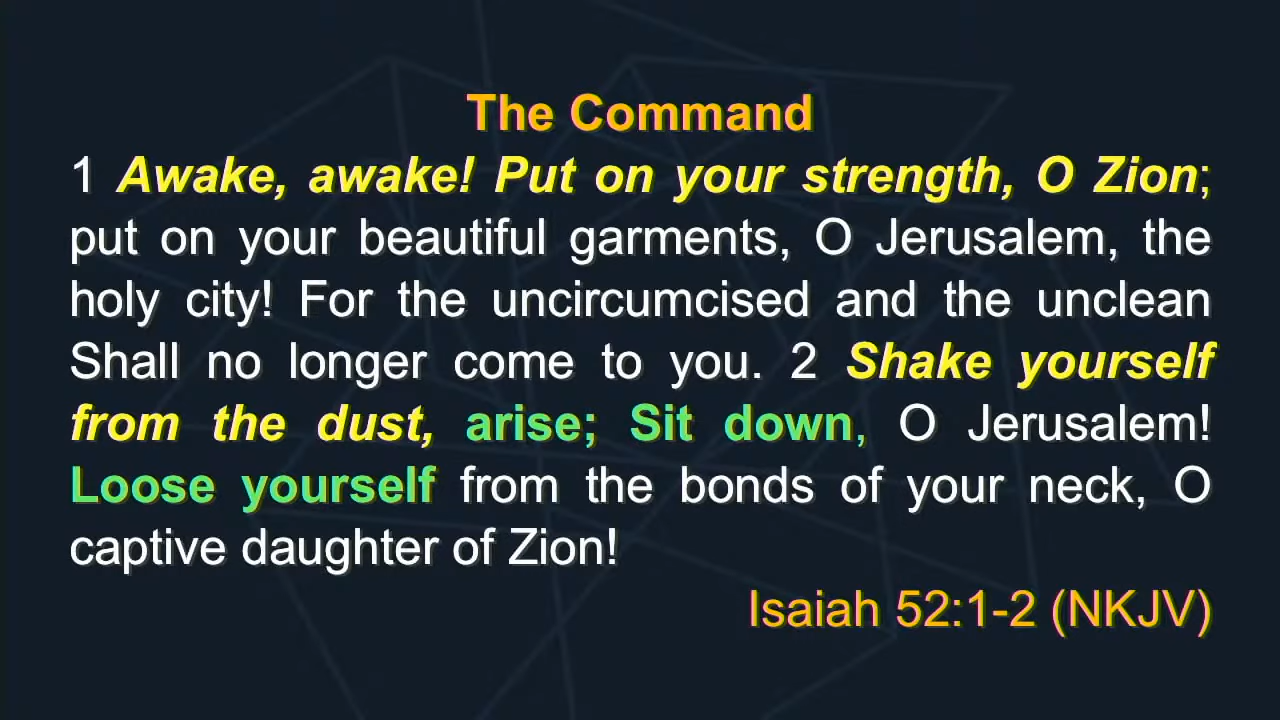 The Command
1 Awake, awake! Put on your strength, O Zion;
put on your beautiful garments, O Jerusalem, the
holy city! For the uncircumcised and the unclean
Shall no longer come to you. 2 Shake yourself
from the dust, arise; Sit down, O Jerusalem!
Loose yourself from the bonds of your neck, O
captive daughter of Zion!
Isaiah 52:1-2 (NKJV)